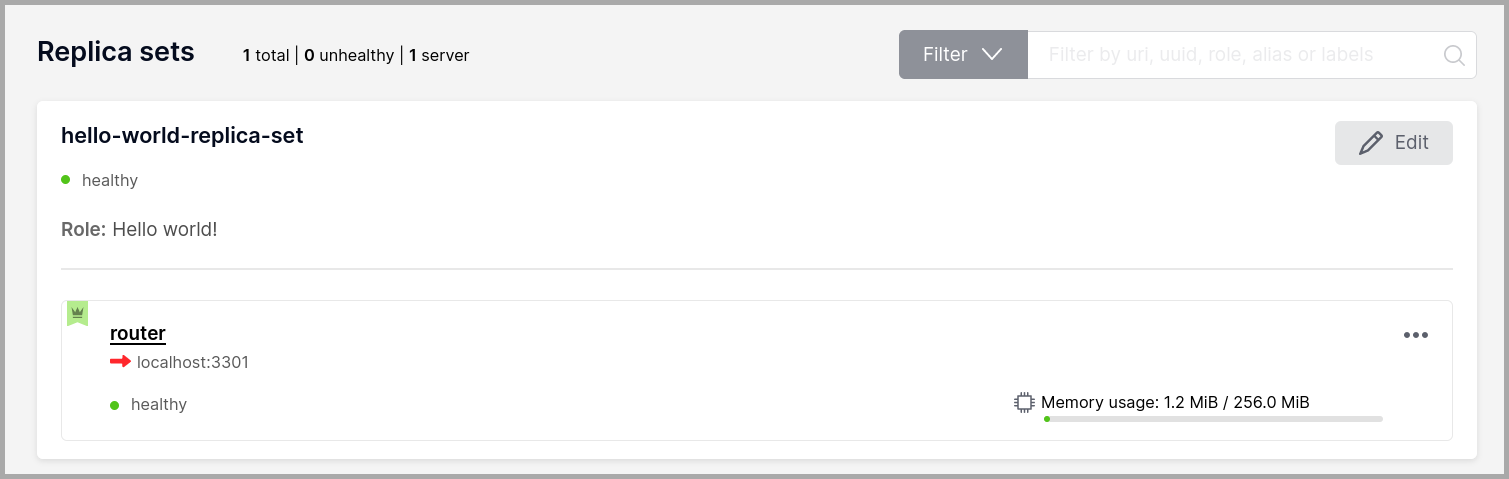 Replica sets
1 total | 0 unhealthy | 1 server
Filter
Filter by url, uuid, role, alias or labels
hello-world-replica-set
Edit
healthy
Role: Hello world!
router
localhost:3301
healthy
Memory usage: 1.2 MiB / 256.0 MiB